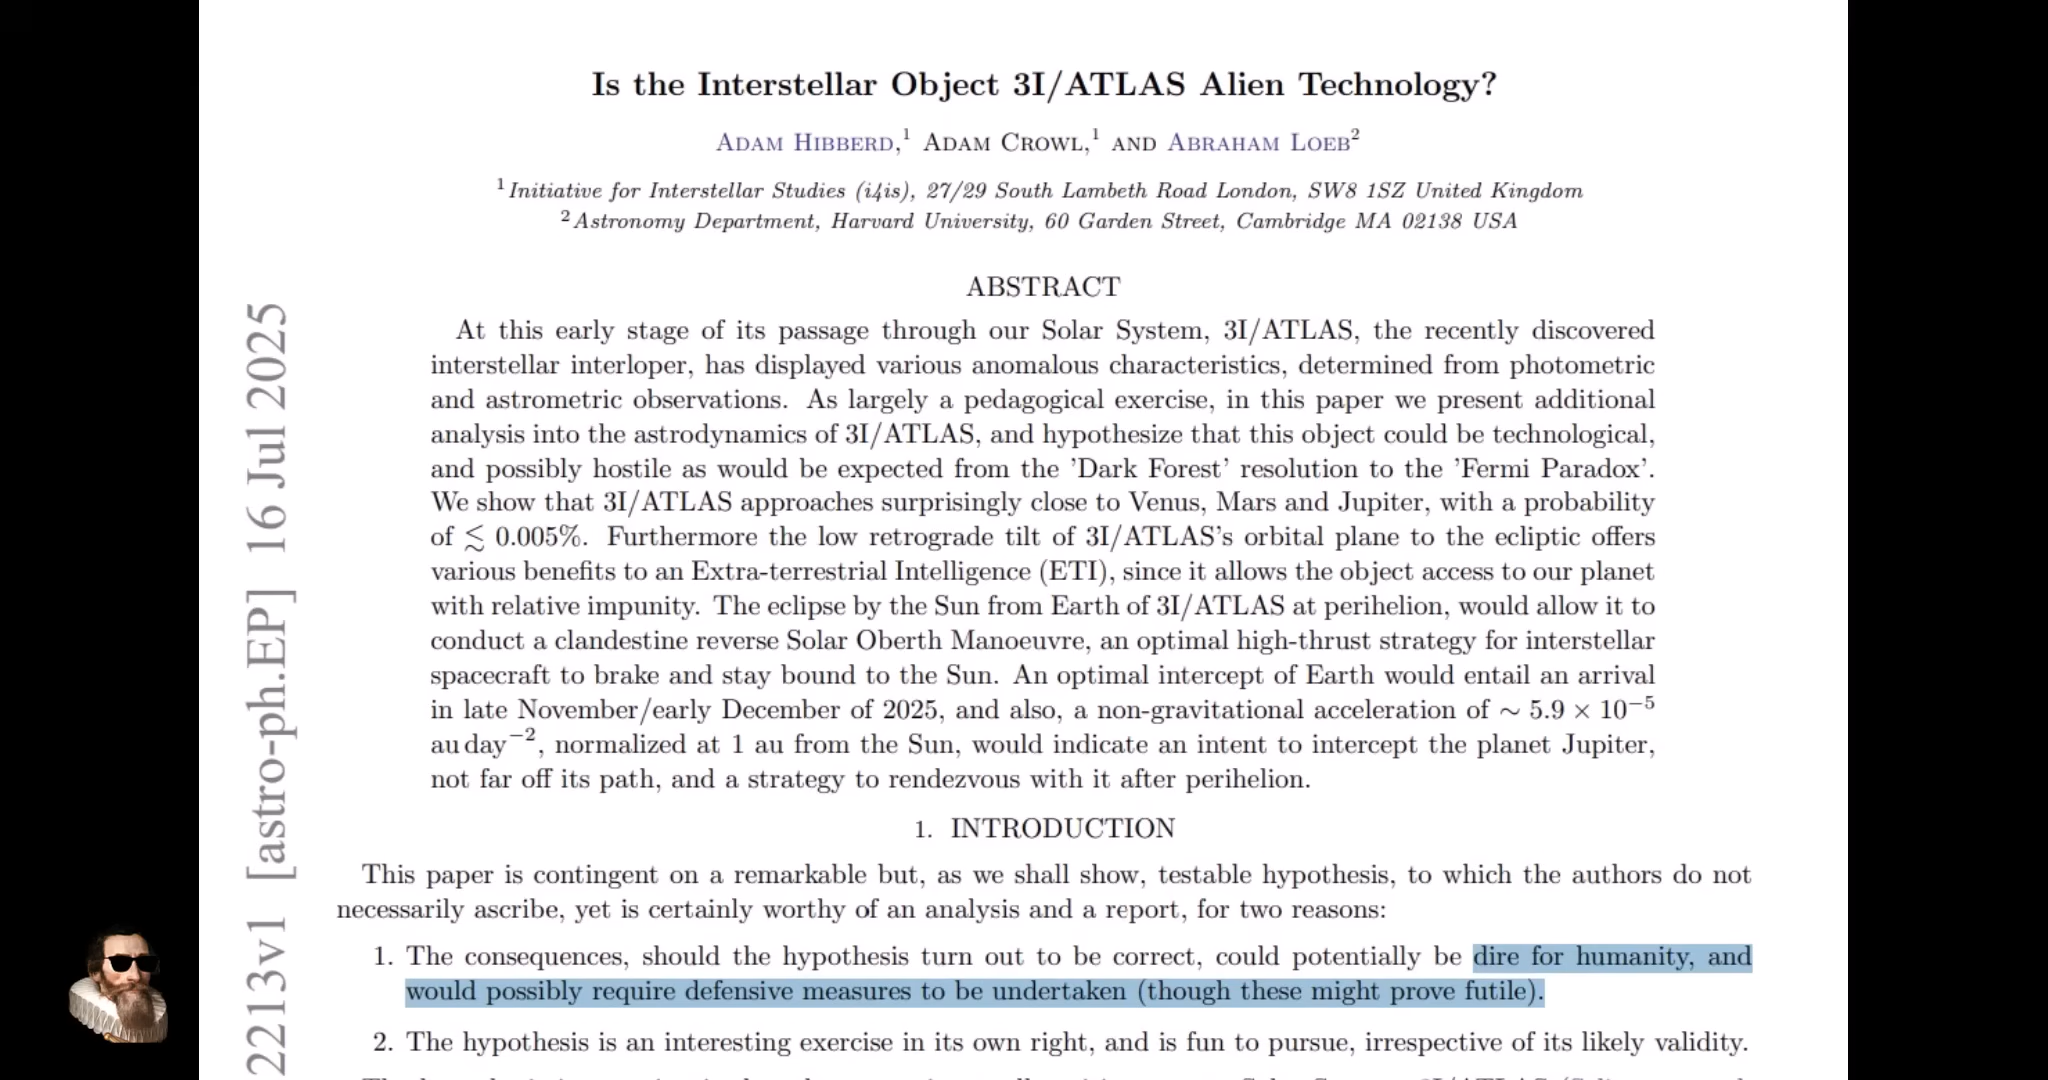 Is the Interstellar Object 3I/ATLAS Alien Technology?
ADAM HIBBERD,¹ ADAM CROWL,¹ AND ABRAHAM LOEB²
¹Initiative for Interstellar Studies (i4is), 27/29 South Lambeth Road London, SW8 1SZ United Kingdom
²Astronomy Department, Harvard University, 60 Garden Street, Cambridge MA 02138 USA
ABSTRACT
At this early stage of its passage through our Solar System, 3I/ATLAS, the recently discovered
interstellar interloper, has displayed various anomalous characteristics, determined from photometric
and astrometric observations. As largely a pedagogical exercise, in this paper we present additional
analysis into the astrodynamics of 3I/ATLAS, and hypothesize that this object could be technological,
and possibly hostile as would be expected from the 'Dark Forest' resolution to the 'Fermi Paradox'.
We show that 3I/ATLAS approaches surprisingly close to Venus, Mars and Jupiter, with a probability
of ≲ 0.005%. Furthermore the low retrograde tilt of 3I/ATLAS's orbital plane to the ecliptic offers
various benefits to an Extra-terrestrial Intelligence (ETI), since it allows the object access to our planet
with relative impunity. The eclipse by the Sun from Earth of 3I/ATLAS at perihelion, would allow it to
conduct a clandestine reverse Solar Oberth Manoeuvre, an optimal high-thrust strategy for interstellar
spacecraft to brake and stay bound to the Sun. An optimal intercept of Earth would entail an arrival
in late November/early December of 2025, and also, a non-gravitational acceleration of ∼ 5.9 × 10⁻⁵
au day⁻², normalized at 1 au from the Sun, would indicate an intent to intercept the planet Jupiter,
not far off its path, and a strategy to rendezvous with it after perihelion.
1. INTRODUCTION
This paper is contingent on a remarkable but, as we shall show, testable hypothesis, to which the authors do not
necessarily ascribe, yet is certainly worthy of an analysis and a report, for two reasons:
1. The consequences, should the hypothesis turn out to be correct, could potentially be dire for humanity, and
would possibly require defensive measures to be undertaken (though these might prove futile).
2. The hypothesis is an interesting exercise in its own right, and is fun to pursue, irrespective of its likely validity.
2213v1 [astro-ph.EP] 16 Jul 2025